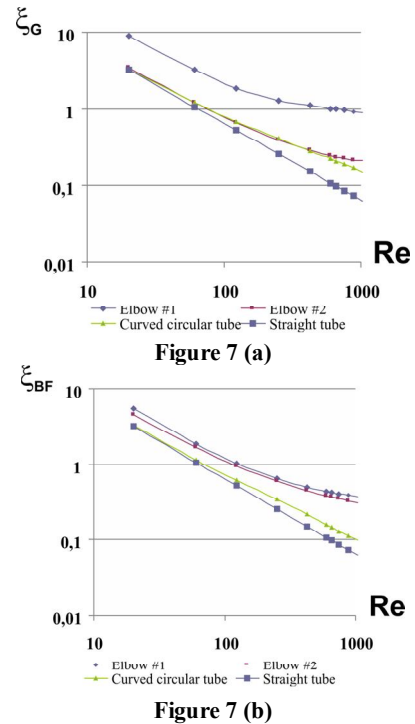 ξG
10
1
0,1
0,01
10 100 1000
Re
Elbow #1 Elbow #2
Curved circular tube Straight tube
Figure 7 (a)
ξBF
10
1
0,1
0,01
10 100 1000
Re
Elbow #1 Elbow #2
Curved circular tube Straight tube
Figure 7 (b)